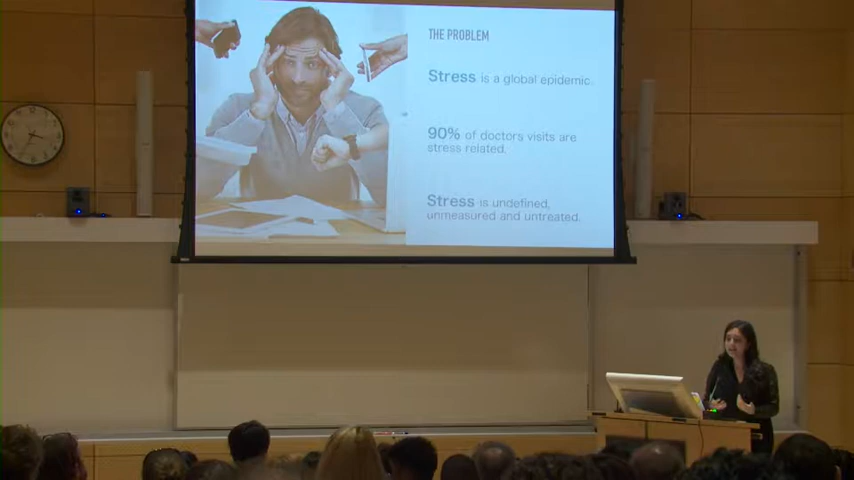 THE PROBLEM
Stress is a global epidemic.
90% of doctors visits are
stress related.
Stress is undefined,
unmeasured and untreated.